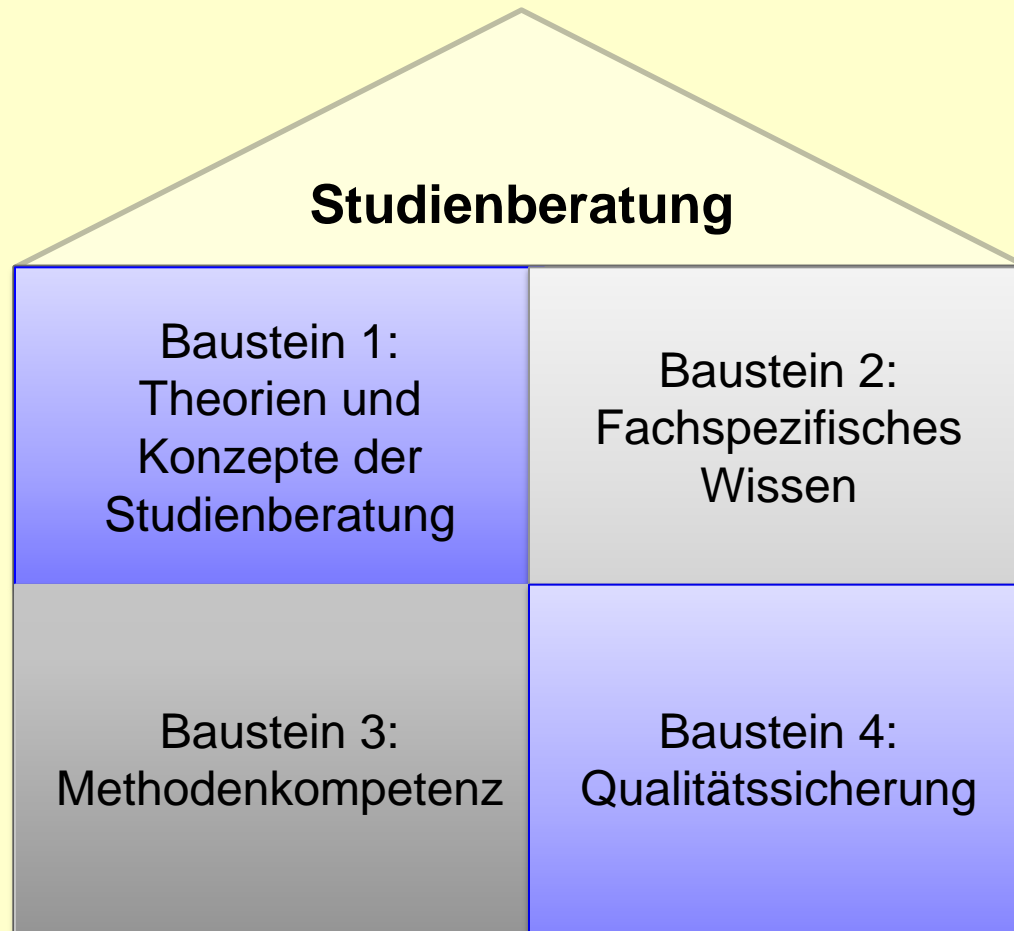 Studienberatung
Baustein 1:
Theorien und
Konzepte der
Studienberatung
Baustein 2:
Fachspezifisches
Wissen
Baustein 3:
Methodenkompetenz
Baustein 4:
Qualitätssicherung